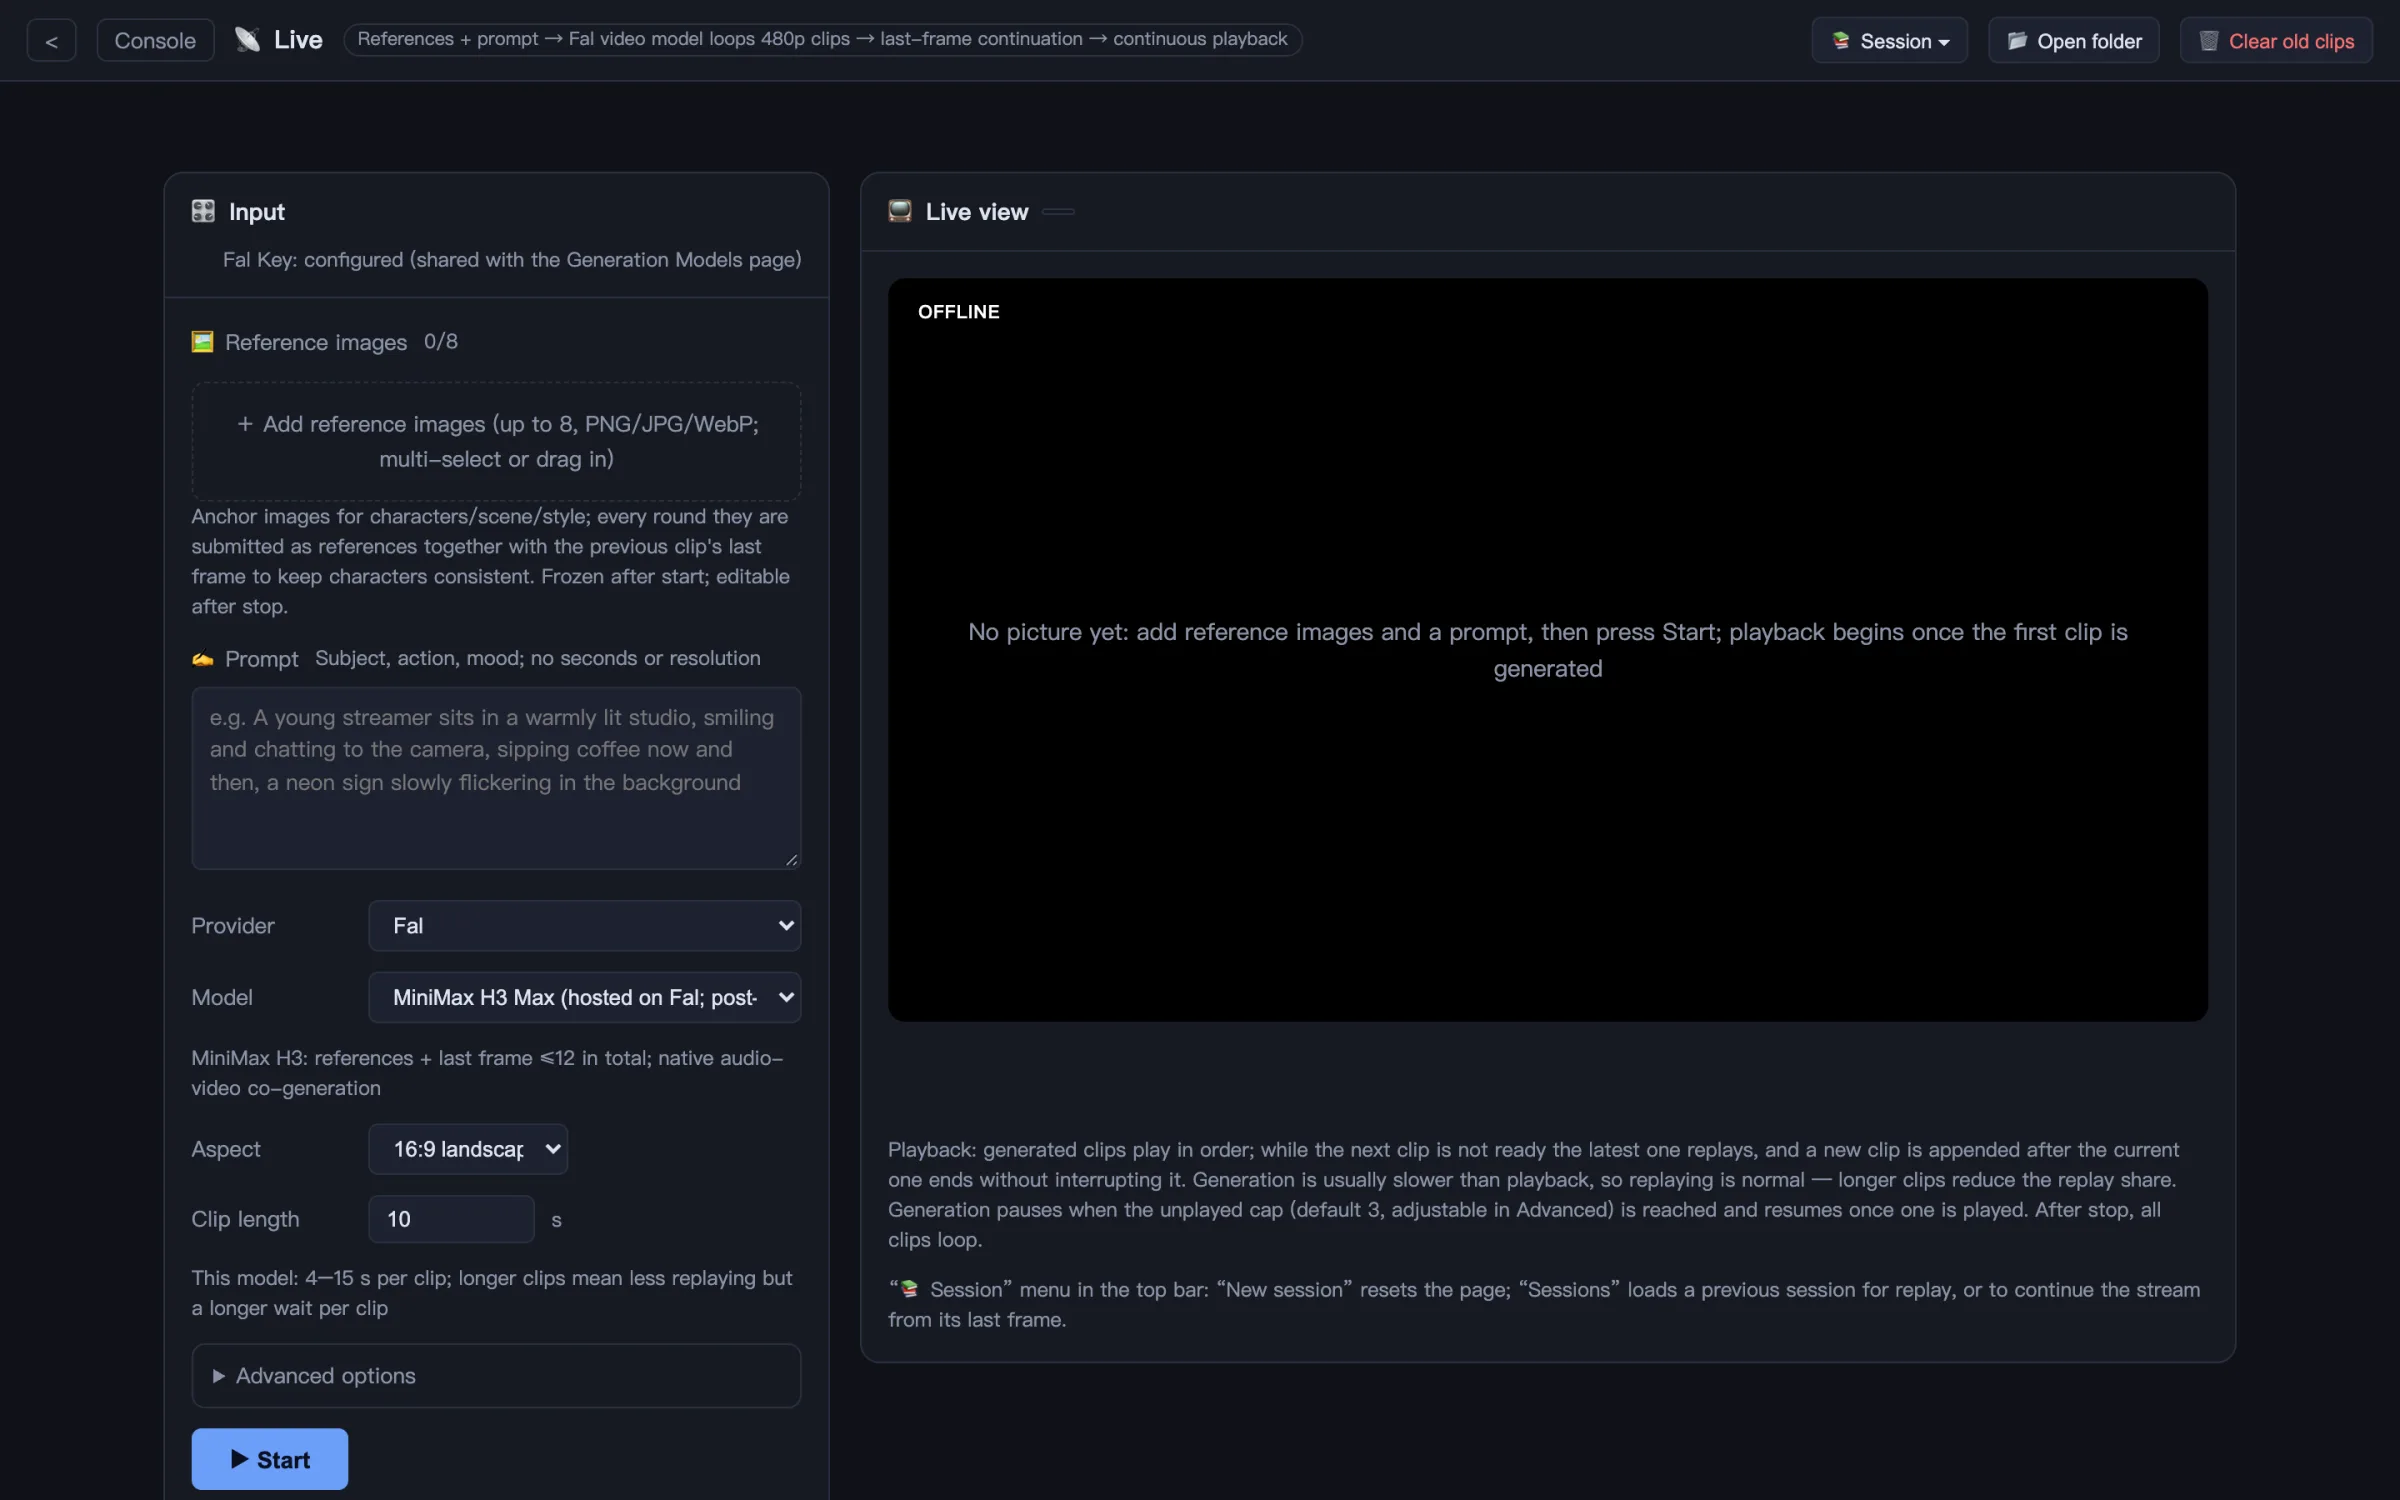 <
Console
Live
References + prompt → Fal video model loops 480p clips → last-frame continuation → continuous playback
Session
Open folder
Clear old clips
Input
Fal Key: configured (shared with the Generation Models page)
Reference images 0/8
+ Add reference images (up to 8, PNG/JPG/WebP;
multi-select or drag in)
Anchor images for characters/scene/style; every round they are
submitted as references together with the previous clip's last
frame to keep characters consistent. Frozen after start; editable
after stop.
Prompt Subject, action, mood; no seconds or resolution
e.g. A young streamer sits in a warmly lit studio, smiling
and chatting to the camera, sipping coffee now and
then, a neon sign slowly flickering in the background
Provider
Fal
Model
MiniMax H3 Max (hosted on Fal; post-
MiniMax H3: references + last frame ≤12 in total; native audio-
video co-generation
Aspect
16:9 landscap
Clip length
10
s
This model: 4—15 s per clip; longer clips mean less replaying but
a longer wait per clip
Advanced options
Start
Live view
OFFLINE
No picture yet: add reference images and a prompt, then press Start; playback begins once the first clip is
generated
Playback: generated clips play in order; while the next clip is not ready the latest one replays, and a new clip is appended after the current
one ends without interrupting it. Generation is usually slower than playback, so replaying is normal — longer clips reduce the replay share.
Generation pauses when the unplayed cap (default 3, adjustable in Advanced) is reached and resumes once one is played. After stop, all
clips loop.
“📚 Session” menu in the top bar: “New session” resets the page; “Sessions” loads a previous session for replay, or to continue the stream
from its last frame.